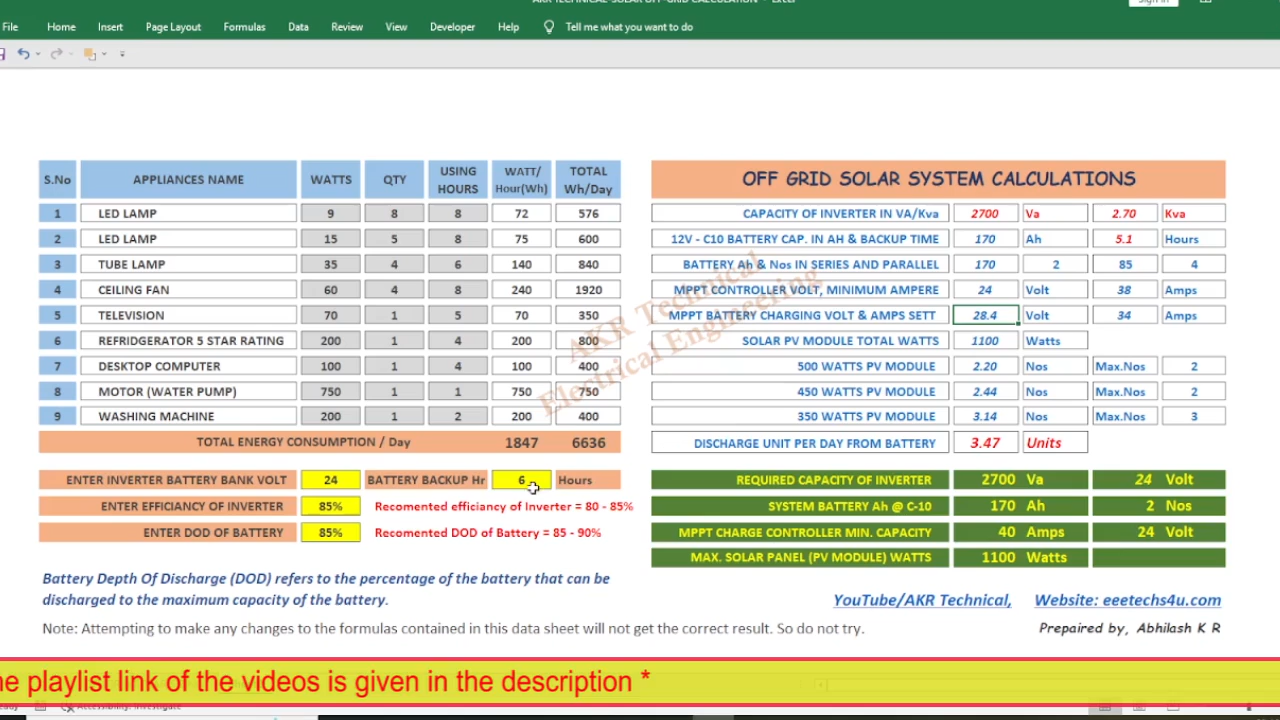 AKR TECHNICAL-SOLAR OFF-GRID CALCULATION - Excel
Sign in
File Home Insert Page Layout Formulas Data Review View Developer Help Tell me what you want to do
S.No APPLIANCES NAME WATTS QTY USING HOURS WATT/ Hour(Wh) TOTAL Wh/Day
1 LED LAMP 9 8 8 72 576
2 LED LAMP 15 5 8 75 600
3 TUBE LAMP 35 4 6 140 840
4 CEILING FAN 60 4 8 240 1920
5 TELEVISION 70 1 5 70 350
6 REFRIDGERATOR 5 STAR RATING 200 1 4 200 800
7 DESKTOP COMPUTER 100 1 4 100 400
8 MOTOR (WATER PUMP) 750 1 1 750 750
9 WASHING MACHINE 200 1 2 200 400
TOTAL ENERGY CONSUMPTION / Day 1847 6636
ENTER INVERTER BATTERY BANK VOLT 24 BATTERY BACKUP Hr 6 Hours
ENTER EFFICIANCY OF INVERTER 85% Recomented efficiany of Inverter = 80 - 85%
ENTER DOD OF BATTERY 85% Recomented DOD of Battery = 85 - 90%
Battery Depth Of Discharge (DOD) refers to the percentage of the battery that can be
discharged to the maximum capacity of the battery.
Note: Attempting to make any changes to the formulas contained in this data sheet will not get the correct result. So do not try.
OFF GRID SOLAR SYSTEM CALCULATIONS
CAPACITY OF INVERTER IN VA/Kva 2700 Va 2.70 Kva
12V - C10 BATTERY CAP. IN AH & BACKUP TIME 170 Ah 5.1 Hours
BATTERY Ah & Nos IN SERIES AND PARALLEL 170 2 85 4
MPPT CONTROLLER VOLT, MINIMUM AMPERE 24 Volt 38 Amps
MPPT BATTERY CHARGING VOLT & AMPS SETT 28.4 Volt 34 Amps
SOLAR PV MODULE TOTAL WATTS 1100 Watts
500 WATTS PV MODULE 2.20 Nos Max.Nos 2
450 WATTS PV MODULE 2.44 Nos Max.Nos 2
350 WATTS PV MODULE 3.14 Nos Max.Nos 3
DISCHARGE UNIT PER DAY FROM BATTERY 3.47 Units
REQUIRED CAPACITY OF INVERTER 2700 Va 24 Volt
SYSTEM BATTERY Ah @ C-10 170 Ah 2 Nos
MPPT CHARGE CONTROLLER MIN. CAPACITY 40 Amps 24 Volt
MAX. SOLAR PANEL (PV MODULE) WATTS 1100 Watts
YouTube/AKR Technical, Website: eeetechs4u.com
Prepaired by, Abhilash K R
AKR Technical
Electrical Engineering
he playlist link of the videos is given in the description *
Accessibility: Investigate